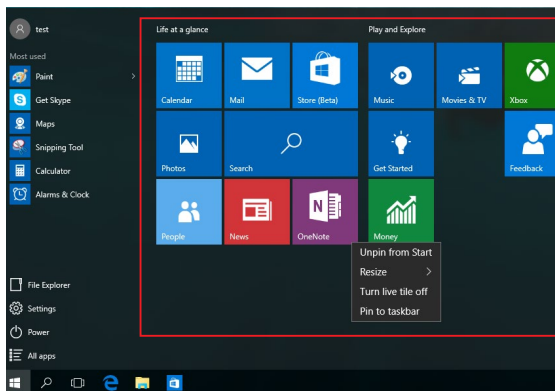 test
Life at a glance
Play and Explore
Most used
Paint
Get Skype
Maps
Snipping Tool
Calculator
Alarms & Clock
Calendar
Mail
Store (Beta)
Music
Movies & TV
Xbox
Photos
Search
Get Started
Feedback
People
News
OneNote
Money
Unpin from Start
Resize
Turn live tile off
Pin to taskbar
File Explorer
Settings
Power
All apps